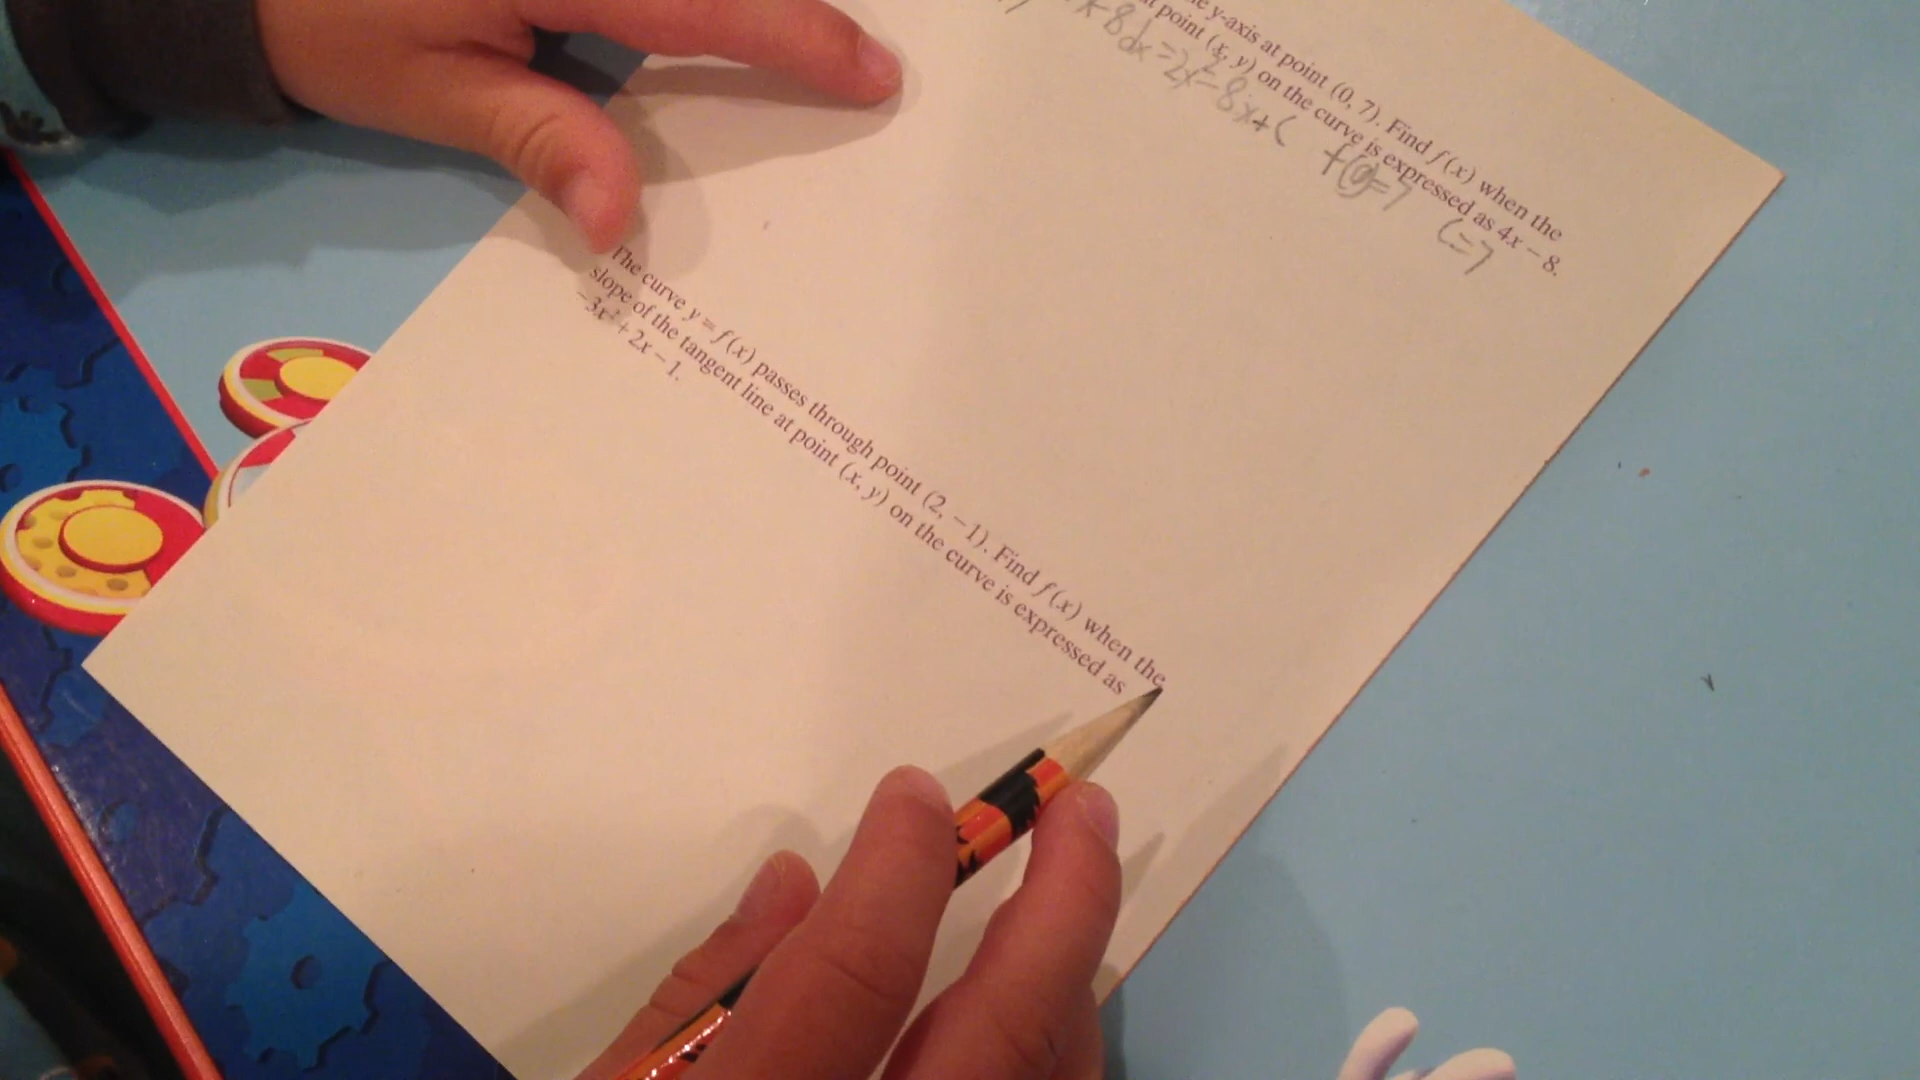 y-axis at point (0, 7). Find f(x) when the
point (x, y) on the curve is expressed as 4x − 8.
8dx = 2x² − 8x + C f(0)=7 C=7
The curve y = f(x) passes through point (2, −1). Find f(x) when the
slope of the tangent line at point (x, y) on the curve is expressed as
−3x² + 2x − 1.